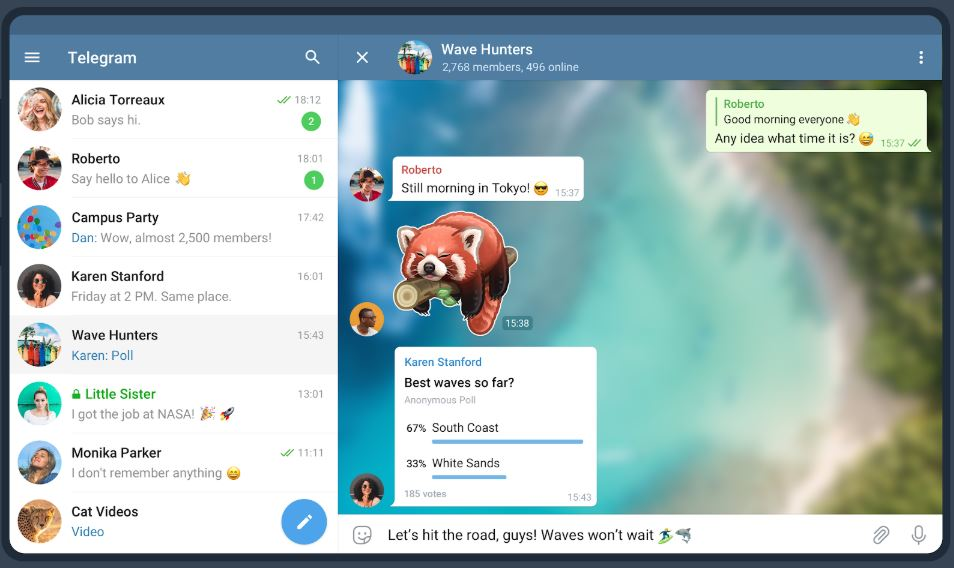 Telegram
Alicia Torreaux 18:12
Bob says hi. 2
Roberto 18:01
Say hello to Alice 👋 1
Campus Party 17:42
Dan: Wow, almost 2,500 members!
Karen Stanford 16:01
Friday at 2 PM. Same place.
Wave Hunters 15:43
Karen: Poll
Little Sister 13:01
I got the job at NASA! 🎉 🚀
Monika Parker 11:11
I don't remember anything 😄
Cat Videos
Video
Wave Hunters
2,768 members, 496 online
Roberto
Good morning everyone 👋
Any idea what time it is? 😅 15:37
Roberto
Still morning in Tokyo! 😎 15:37
15:38
Karen Stanford
Best waves so far?
Anonymous Poll
67% South Coast
33% White Sands
185 votes 15:43
Let’s hit the road, guys! Waves won’t wait 🏄🦈